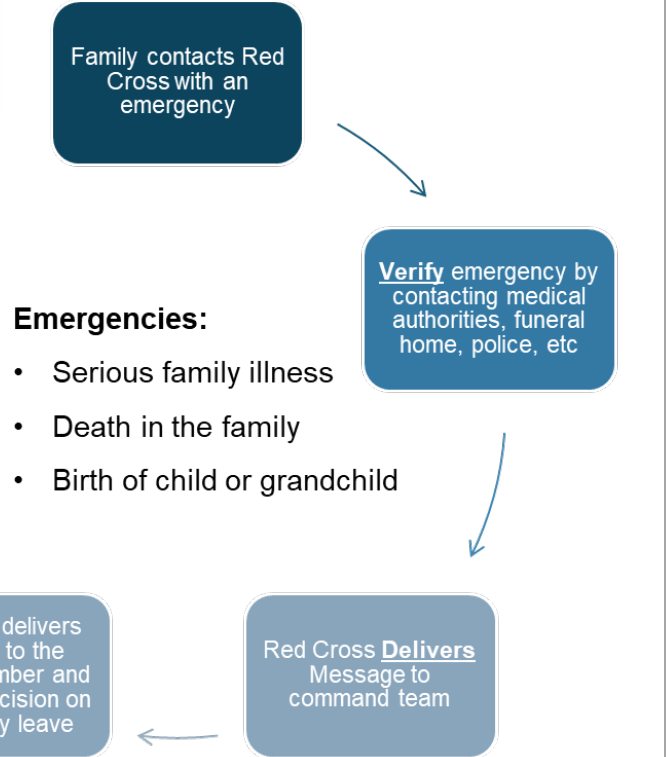 Family contacts Red
Cross with an
emergency
Verify emergency by
contacting medical
authorities, funeral
home, police, etc
Emergencies:
• Serious family illness
• Death in the family
• Birth of child or grandchild
delivers
to the
and
on
leave
Red Cross Delivers
Message to
command team